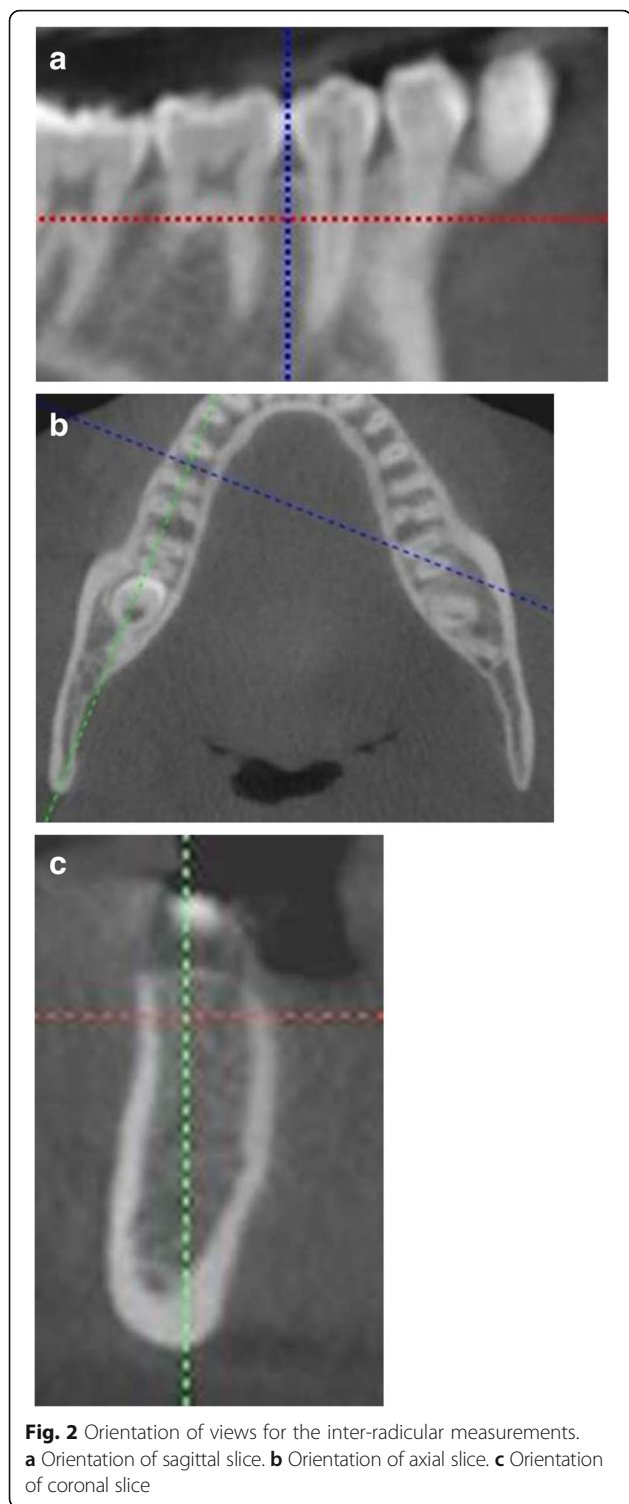 a
b
c
Fig. 2 Orientation of views for the inter-radicular measurements.
a Orientation of sagittal slice. b Orientation of axial slice. c Orientation
of coronal slice